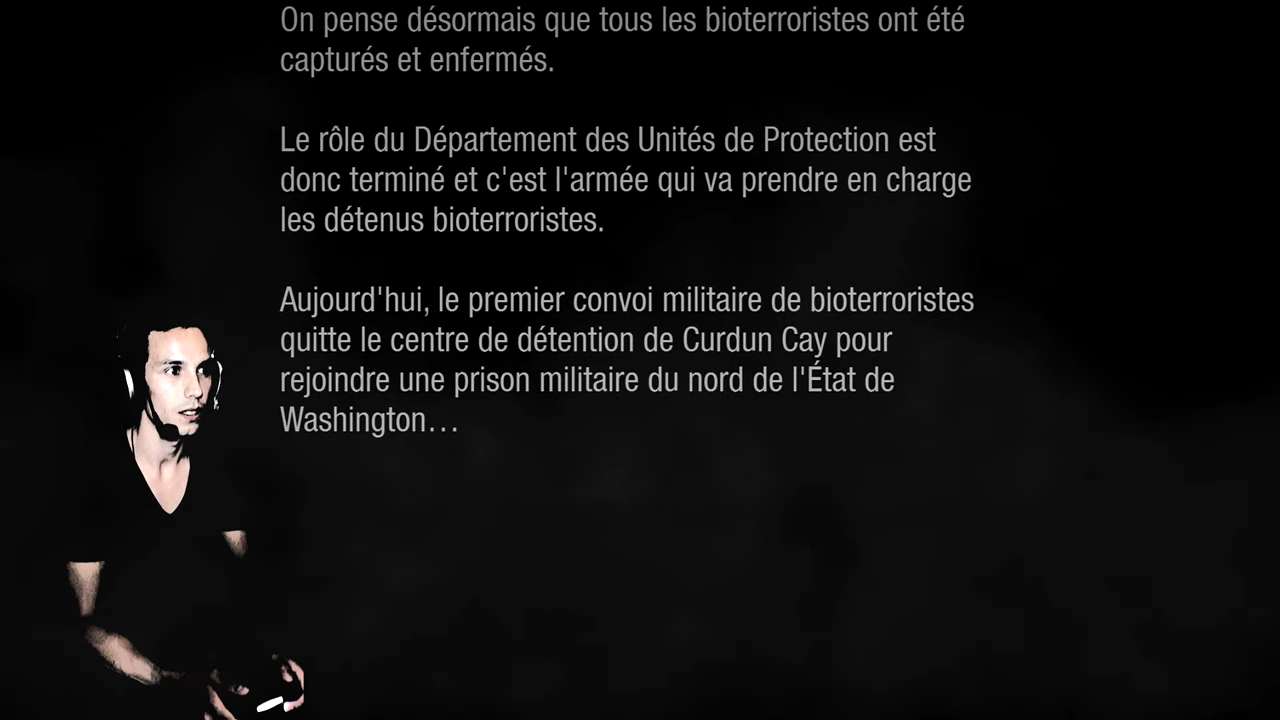 On pense désormais que tous les bioterroristes ont été
capturés et enfermés.
Le rôle du Département des Unités de Protection est
donc terminé et c'est l'armée qui va prendre en charge
les détenus bioterroristes.
Aujourd'hui, le premier convoi militaire de bioterroristes
quitte le centre de détention de Curdun Cay pour
rejoindre une prison militaire du nord de l'État de
Washington…